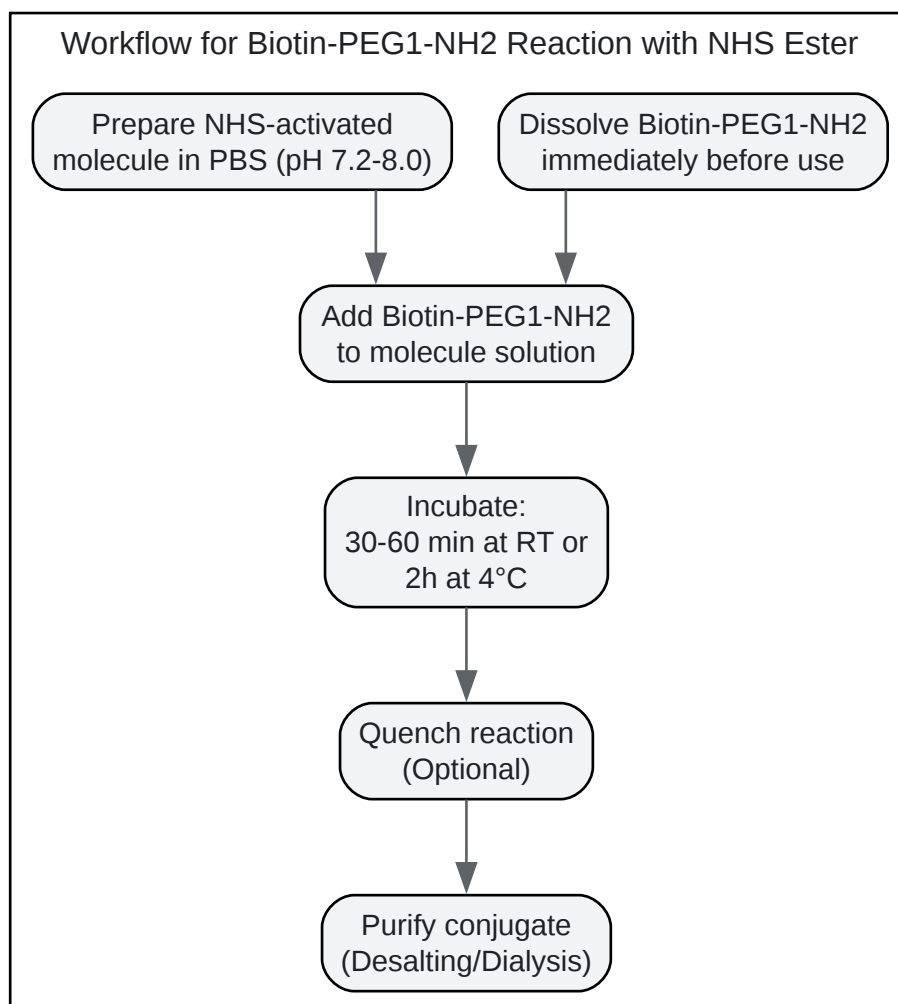 Workflow for Biotin-PEG1-NH2 Reaction with NHS Ester
Prepare NHS-activated
molecule in PBS (pH 7.2-8.0)
Dissolve Biotin-PEG1-NH2
immediately before use
Add Biotin-PEG1-NH2
to molecule solution
Incubate:
30-60 min at RT or
2h at 4°C
Quench reaction
(Optional)
Purify conjugate
(Desalting/Dialysis)